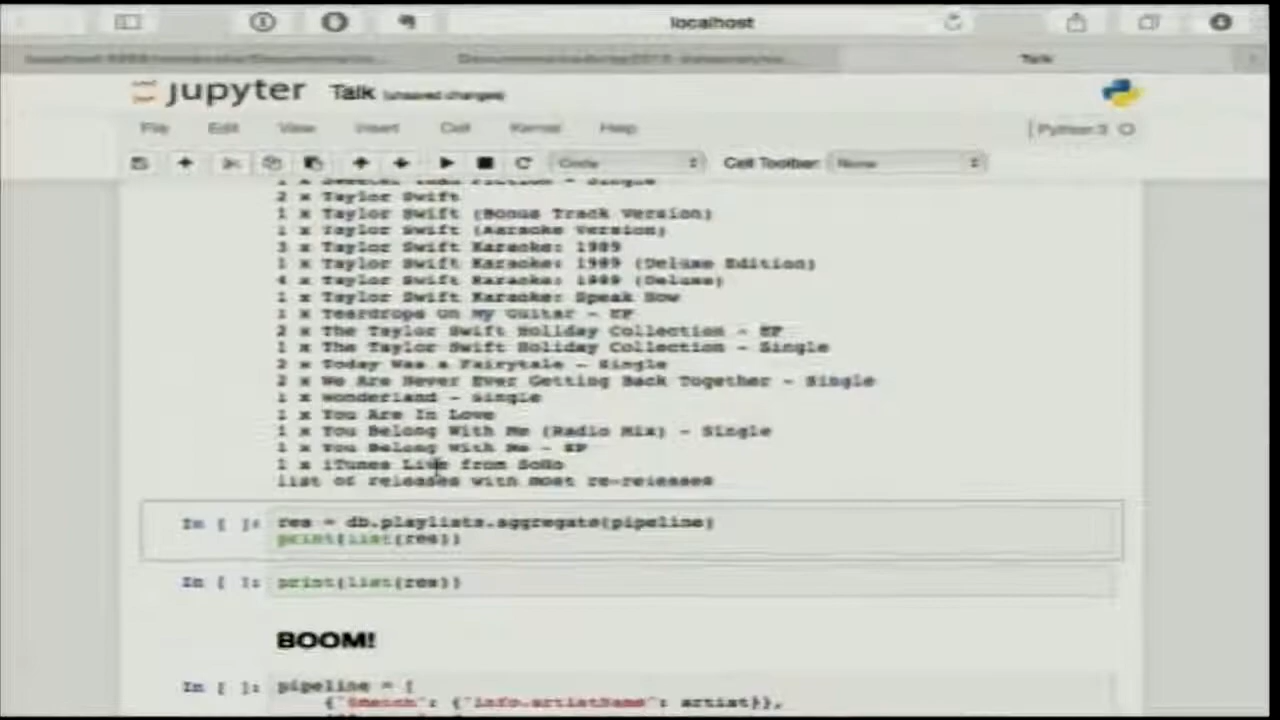 localhost
Talk
jupyter Talk (unsaved changes)
File Edit View Insert Cell Kernel Help Python 3
Code Cell Toolbar: None
2 x Taylor Swift
1 x Taylor Swift (Bonus Track Version)
1 x Taylor Swift (Karaoke Version)
3 x Taylor Swift Karaoke: 1989
1 x Taylor Swift Karaoke: 1989 (Deluxe Edition)
4 x Taylor Swift Karaoke: 1989 (Deluxe)
1 x Taylor Swift Karaoke: Speak Now
1 x Teardrops On My Guitar - EP
2 x The Taylor Swift Holiday Collection - EP
1 x The Taylor Swift Holiday Collection - Single
2 x Today Was a Fairytale - Single
2 x We Are Never Ever Getting Back Together - Single
1 x Wonderland - Single
1 x You Are In Love
1 x You Belong With Me (Radio Mix) - Single
1 x You Belong With Me - EP
1 x iTunes Live from SoHo
list of releases with most re-releases
In [ ]: res = db.playlists.aggregate(pipeline)
print(list(res))
In [ ]: print(list(res))
BOOM!
In [ ]: pipeline = [
{"$match": {"info.artistName": artist}},